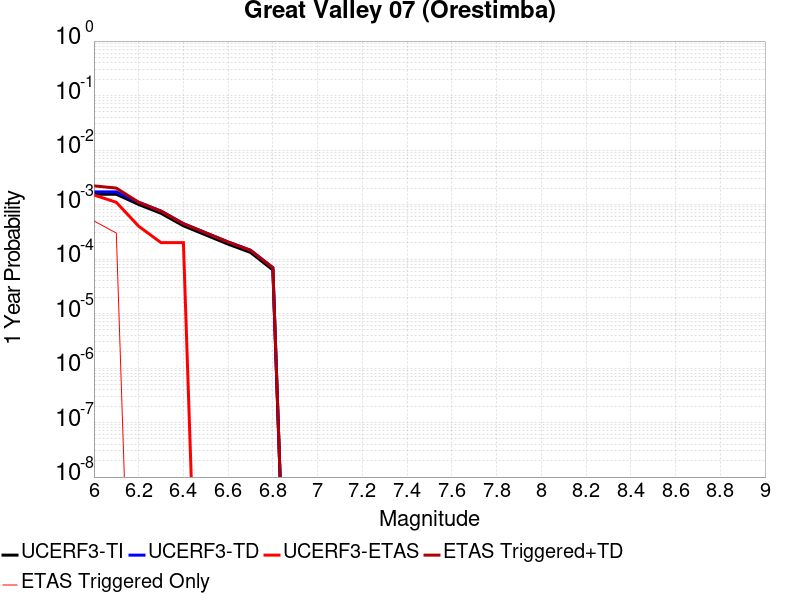 Great Valley 07 (Orestimba)
10^0
10^-1
10^-2
10^-3
10^-4
10^-5
10^-6
10^-7
10^-8
1 Year Probability
6 6.2 6.4 6.6 6.8 7 7.2 7.4 7.6 7.8 8 8.2 8.4 8.6 8.8 9
Magnitude
UCERF3-TI UCERF3-TD UCERF3-ETAS ETAS Triggered+TD
ETAS Triggered Only